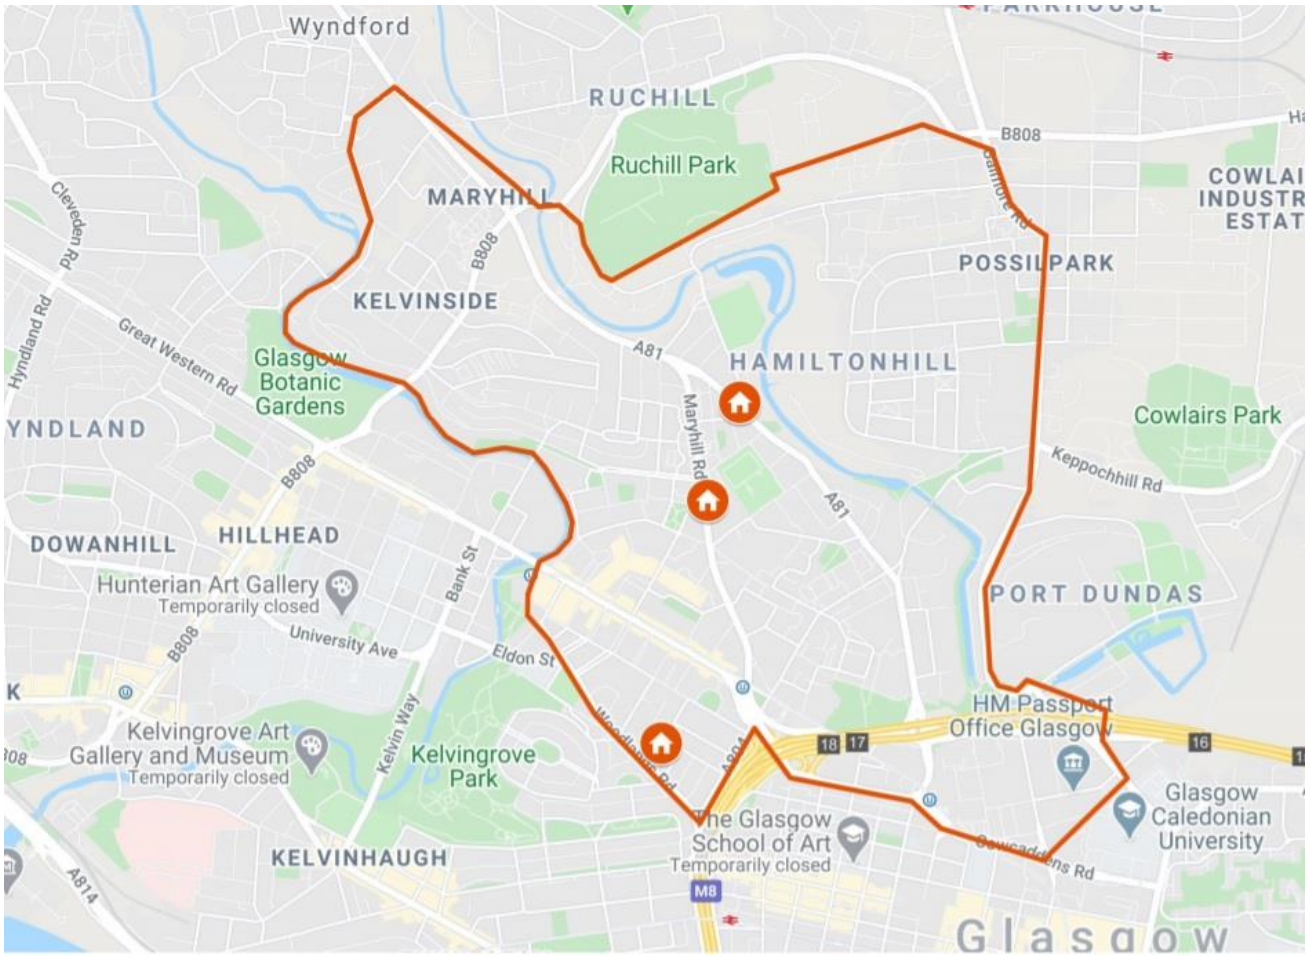 PARKHOUSE
Wyndford
RUCHILL
B808
Ruchill Park
COWLAI
INDUSTR
ESTAT
Cleveden Rd
MARYHILL
B808
POSSILPARK
KELVINSIDE
Hyndland Rd
Great Western Rd
A81
Glasgow
Botanic
Gardens
HAMILTONHILL
Maryhill Rd
Cowlairs Park
YNDLAND
Keppochhill Rd
B808
A81
HILLHEAD
DOWANHILL
Bank St
Hunterian Art Gallery
Temporarily closed
PORT DUNDAS
University Ave
B808
Eldon St
K
HM Passport
Office Glasgow
Kelvingrove Art
Gallery and Museum
Temporarily closed
Kelvin Way
Kelvingrove
Park
Woodlands Rd
A804
18
17
16
Glasgow
Caledonian
University
The Glasgow
School of Art
Temporarily closed
Cowcaddens Rd
KELVINHAUGH
A814
M8
Glasgow